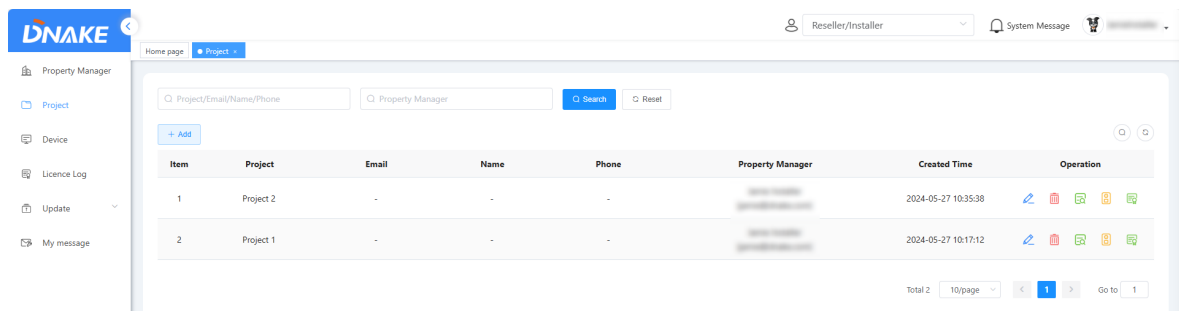 DNAKE
Reseller/Installer
System Message
Home page
Project ×
Property Manager
Project
Device
Licence Log
Update
My message
Project/Email/Name/Phone
Property Manager
Search
Reset
+ Add
Item Project Email Name Phone Property Manager Created Time Operation
1 Project 2 - - - 2024-05-27 10:35:38
2 Project 1 - - - 2024-05-27 10:17:12
Total 2 10/page < 1 > Go to 1